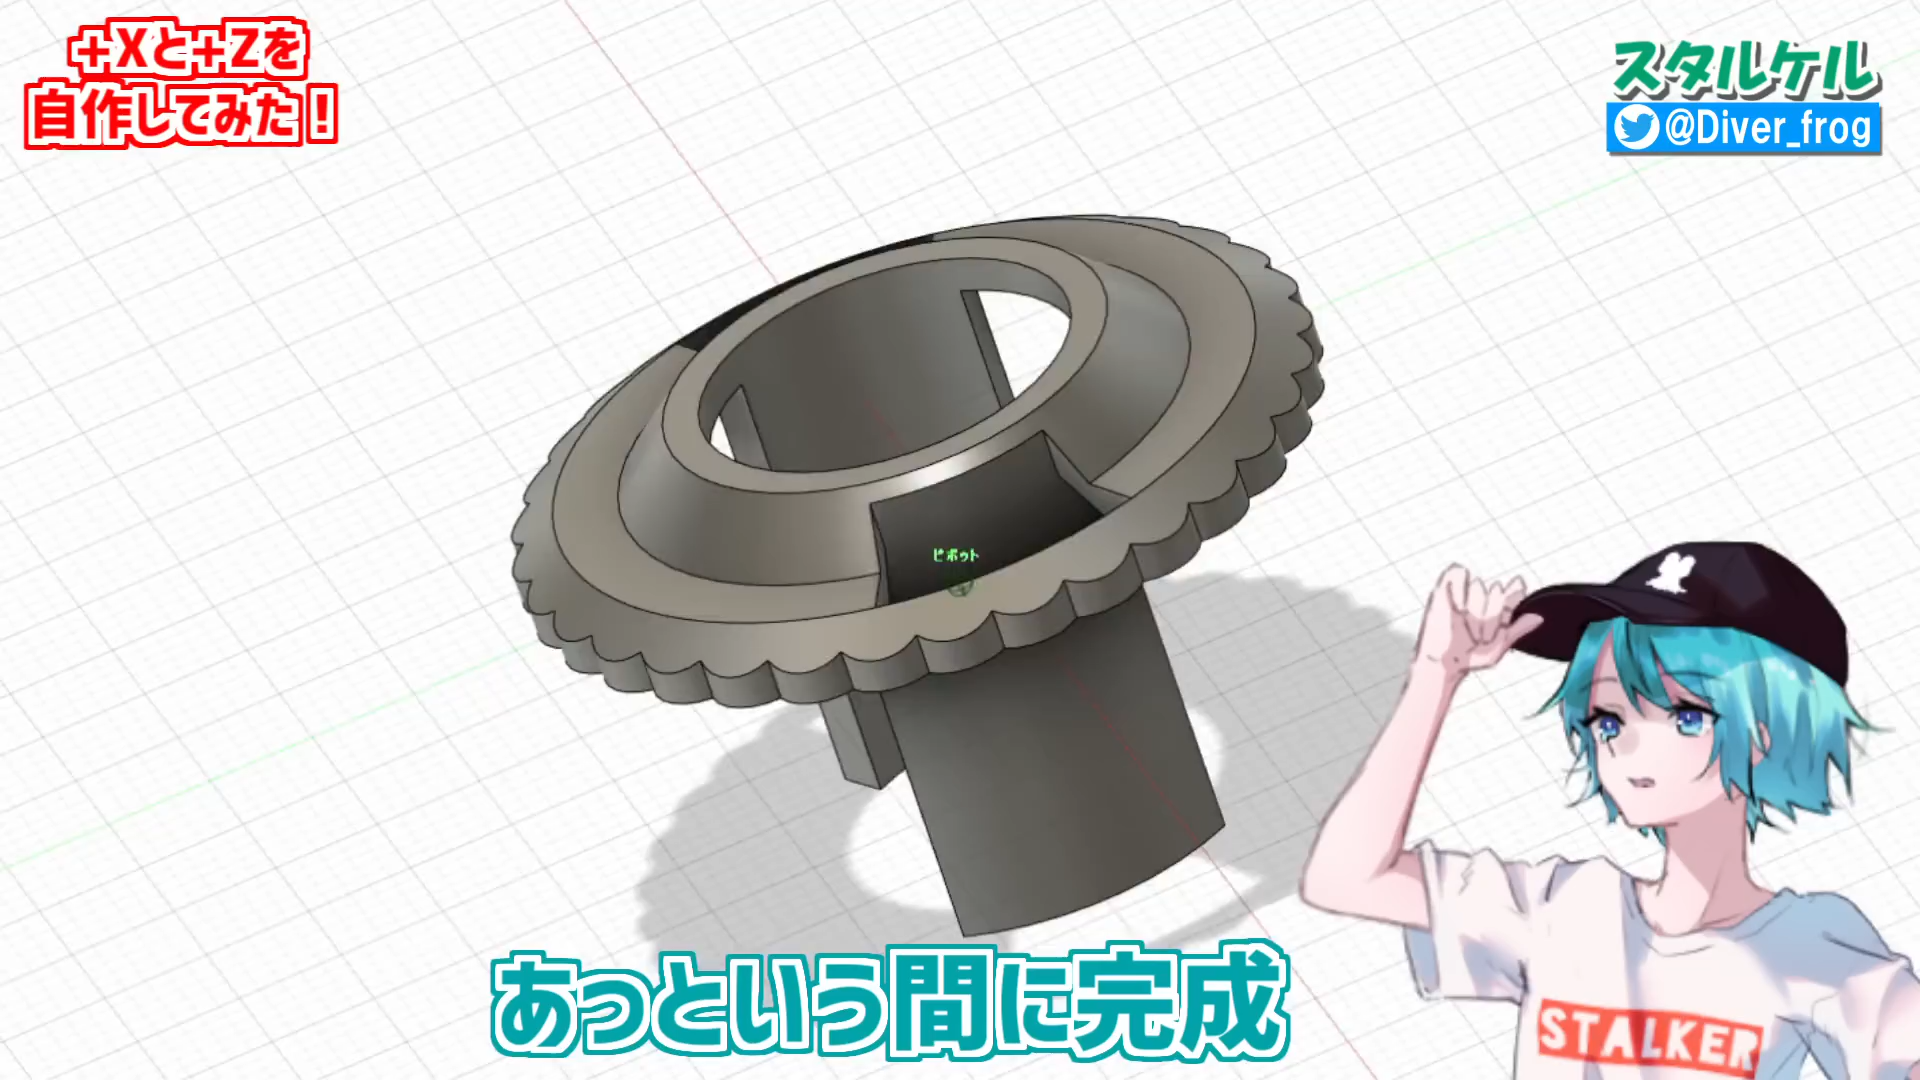 +Xと+Zを
自作してみた！
スタルケル
@Diver_frog
ピボット
あっという間に完成
STALKER